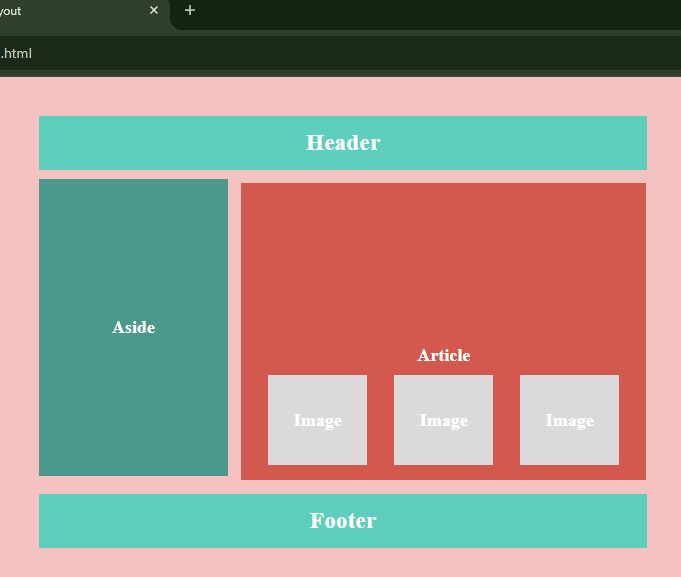 yout
.html
Header
Aside
Article
Image Image Image
Footer